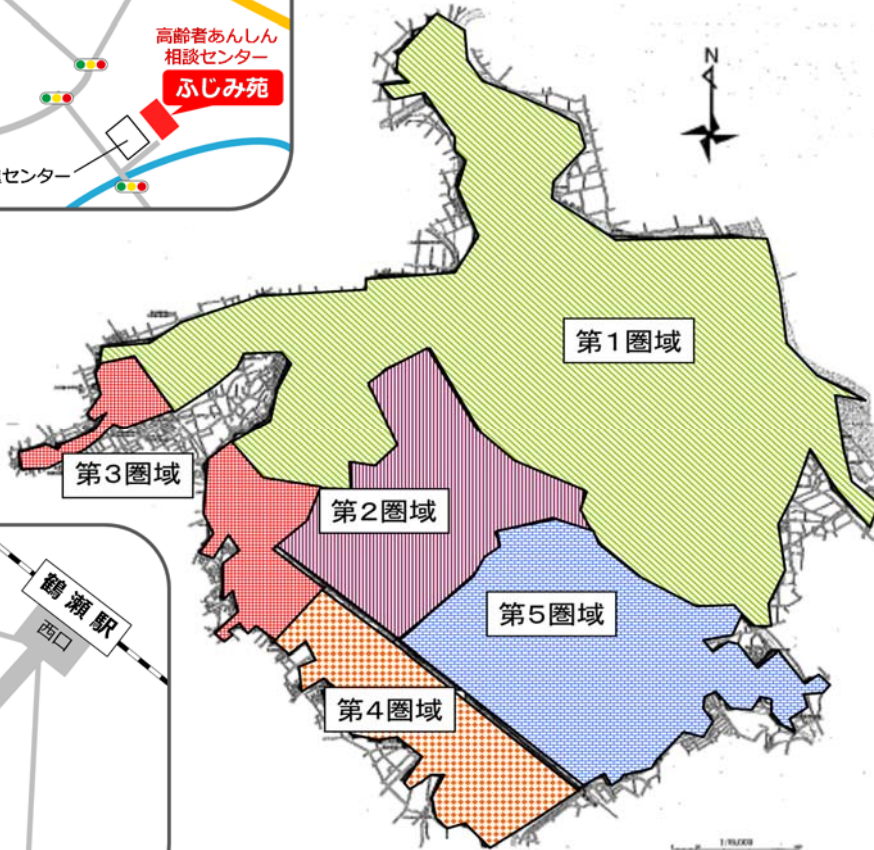 高齢者あんしん
相談センター
ふじみ苑
センター
N
第1圏域
第3圏域
第2圏域
第5圏域
第4圏域
鶴瀬駅
西口